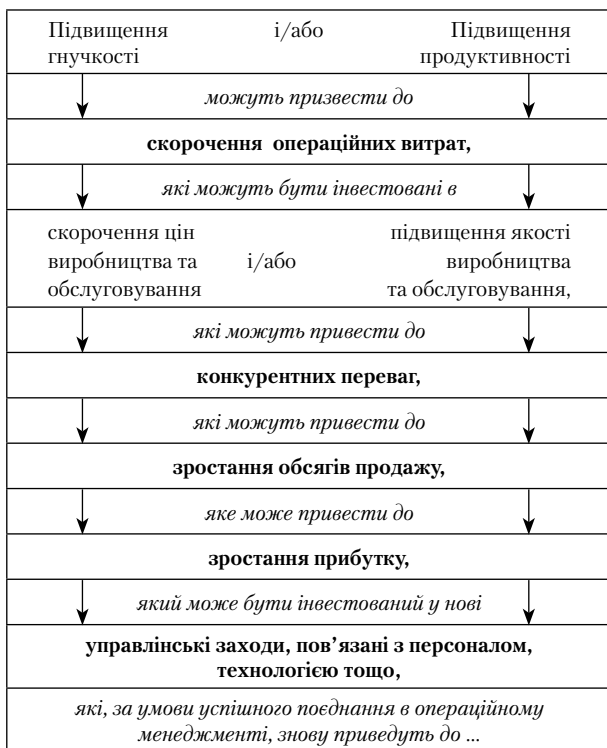 Підвищення і/або Підвищення
гнучкості продуктивності
можуть призвести до
скорочення операційних витрат,
які можуть бути інвестовані в
скорочення цін підвищення якості
виробництва та і/або виробництва
обслуговування та обслуговування,
які можуть привести до
конкурентних переваг,
які можуть привести до
зростання обсягів продажу,
яке може привести до
зростання прибутку,
який може бути інвестований у нові
управлінські заходи, пов’язані з персоналом,
технологією тощо,
які, за умови успішного поєднання в операційному
менеджменті, знову приведуть до ...